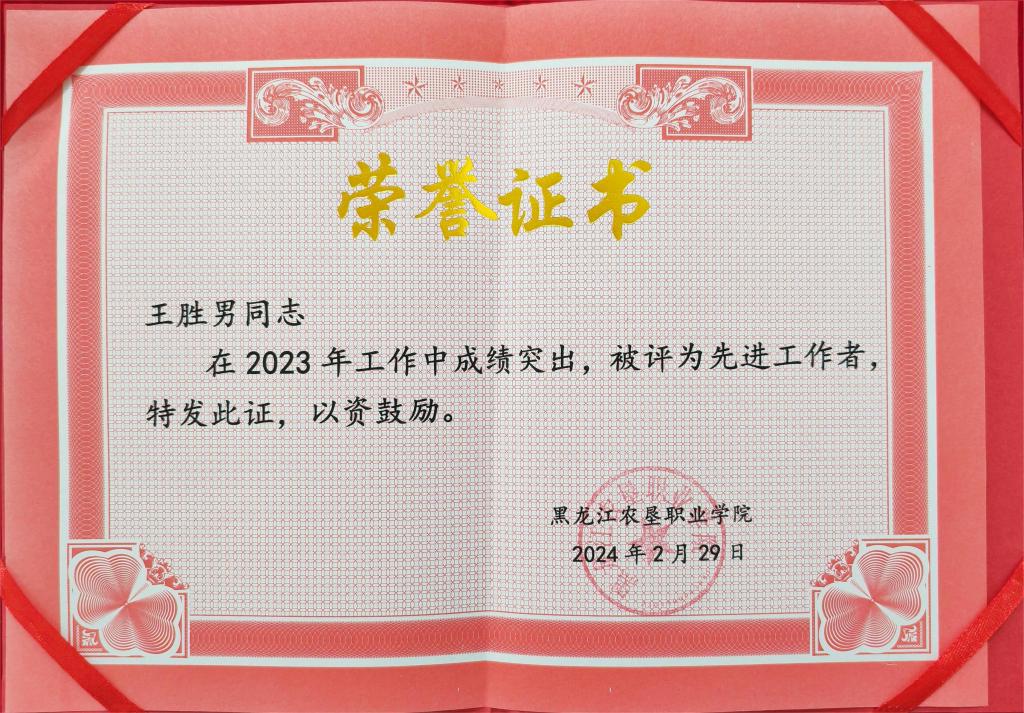 荣誉证书
王胜男同志
在2023年工作中成绩突出，被评为先进工作者，
特发此证，以资鼓励。
黑龙江农垦职业学院
2024年2月29日